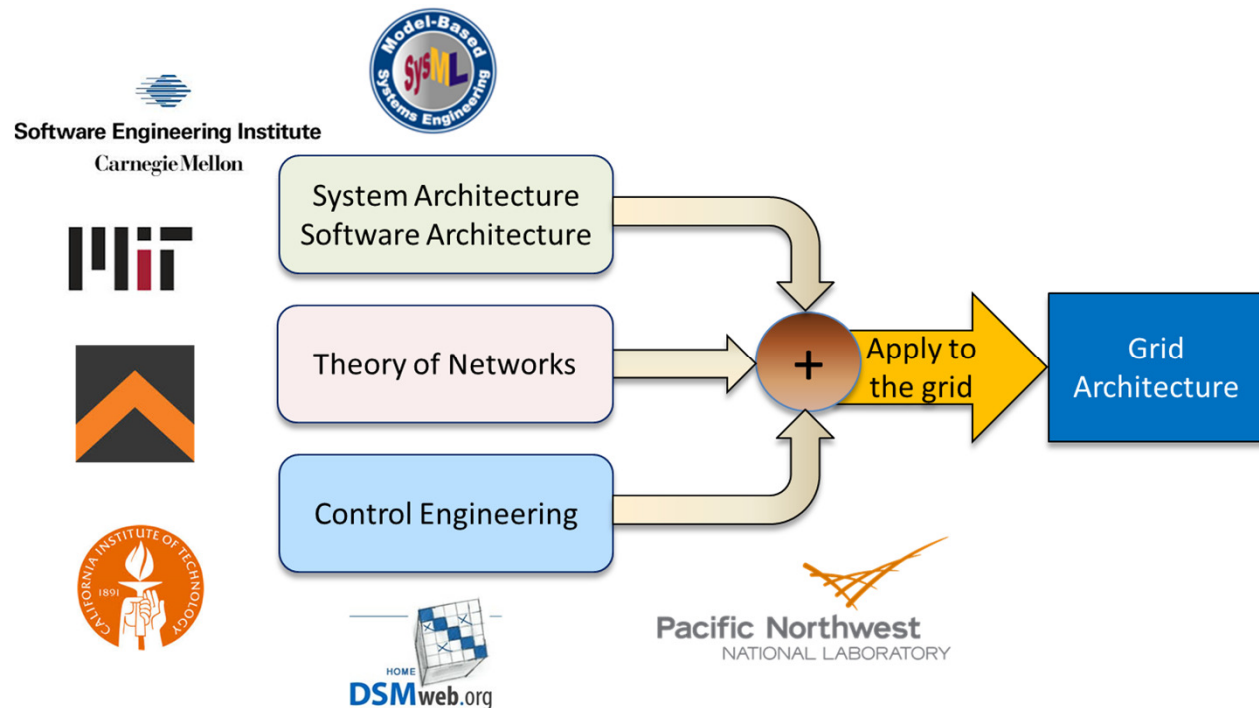 Model-Based
Systems Engineering
SysML
Software Engineering Institute
Carnegie Mellon
System Architecture
Software Architecture
MiT
Theory of Networks
+
Apply to
the grid
Grid
Architecture
Control Engineering
CALIFORNIA INSTITUTE OF TECHNOLOGY
1891
Pacific Northwest
NATIONAL LABORATORY
HOME
DSMweb.org